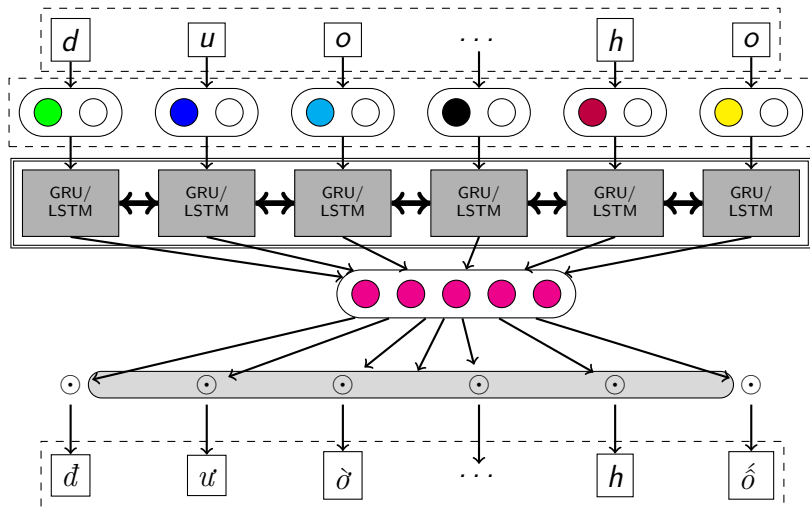 d u o ... h o
GRU/ GRU/ GRU/ GRU/ GRU/ GRU/
LSTM LSTM LSTM LSTM LSTM LSTM
đ ư ờ ... h ố